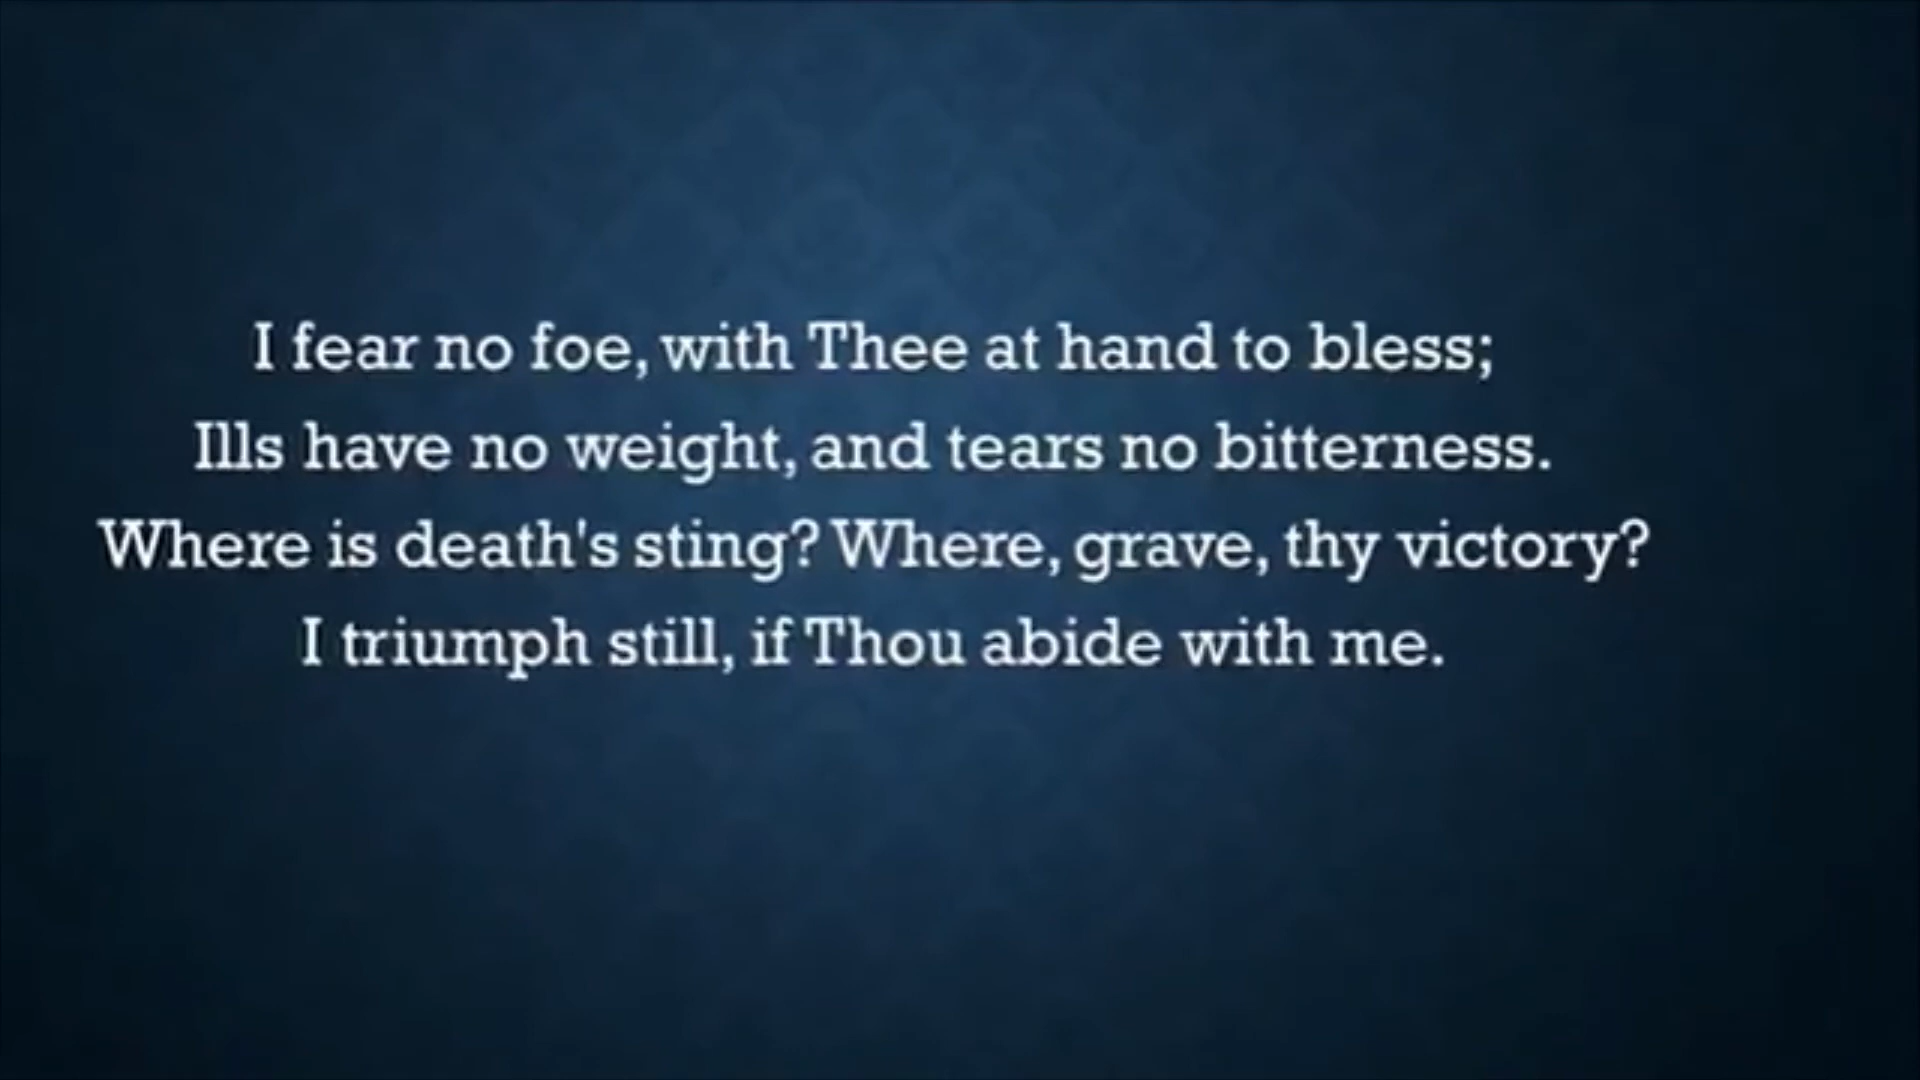 I fear no foe, with Thee at hand to bless;
Ills have no weight, and tears no bitterness.
Where is death's sting? Where, grave, thy victory?
I triumph still, if Thou abide with me.